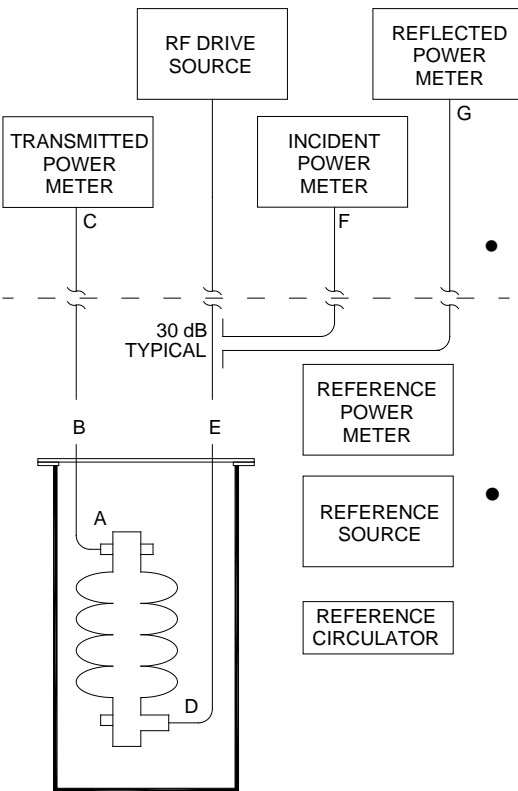 RF DRIVE
SOURCE
REFLECTED
POWER
METER
G
TRANSMITTED
POWER
METER
C
INCIDENT
POWER
METER
F
30 dB
TYPICAL
REFERENCE
POWER
METER
B
E
REFERENCE
SOURCE
A
REFERENCE
CIRCULATOR
D